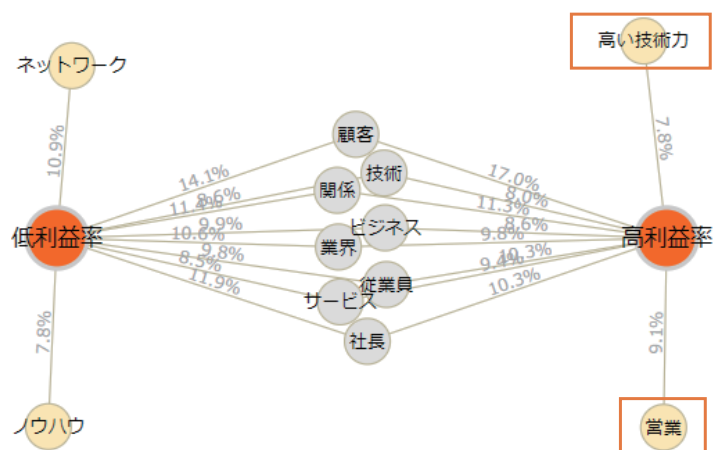 高い技術力
ネットワーク
10.9%
7.8%
顧客
14.1%
17.0%
技術
8.6%
8.0%
関係
11.4%
11.3%
ビジネス
9.9%
8.6%
低利益率
高利益率
業界
10.6%
9.8%
従業員
9.8%
10.3%
サービス
8.5%
社長
11.9%
10.3%
7.8%
9.1%
ノウハウ
営業